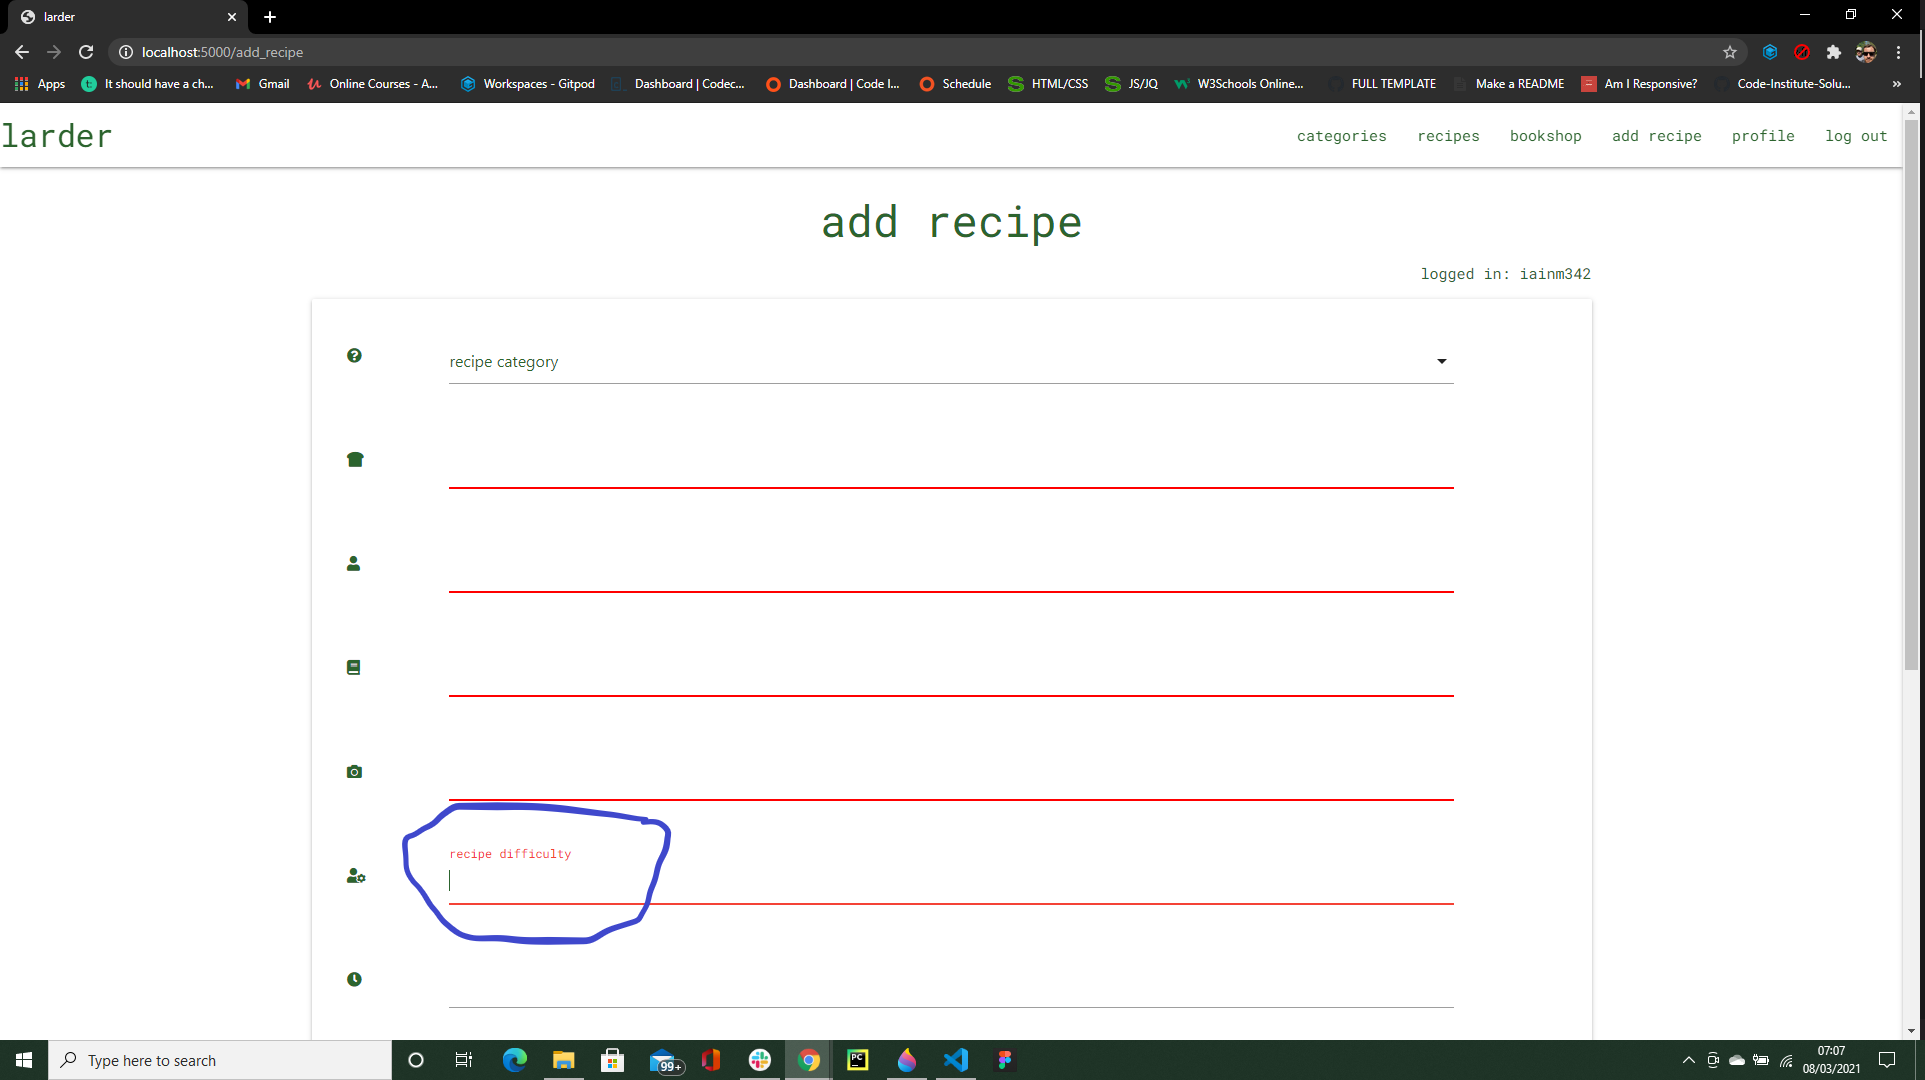 larder
localhost:5000/add_recipe
Apps
It should have a ch...
Gmail
Online Courses - A...
Workspaces - Gitpod
Dashboard | Codec...
Dashboard | Code I...
Schedule
HTML/CSS
JS/JQ
W3Schools Online...
FULL TEMPLATE
Make a README
Am I Responsive?
Code-Institute-Solu...
»
larder
categories
recipes
bookshop
add recipe
profile
log out
add recipe
logged in: iainm342
recipe category
recipe difficulty
Type here to search
99+
PC
07:07
08/03/2021